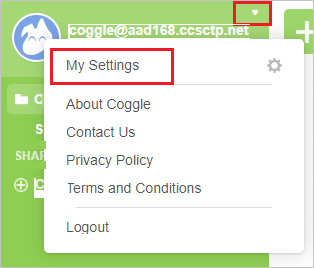 coggle@aad168.ccsctp.net
My Settings
About Coggle
Contact Us
Privacy Policy
Terms and Conditions
Logout
C
S
SHAR
C